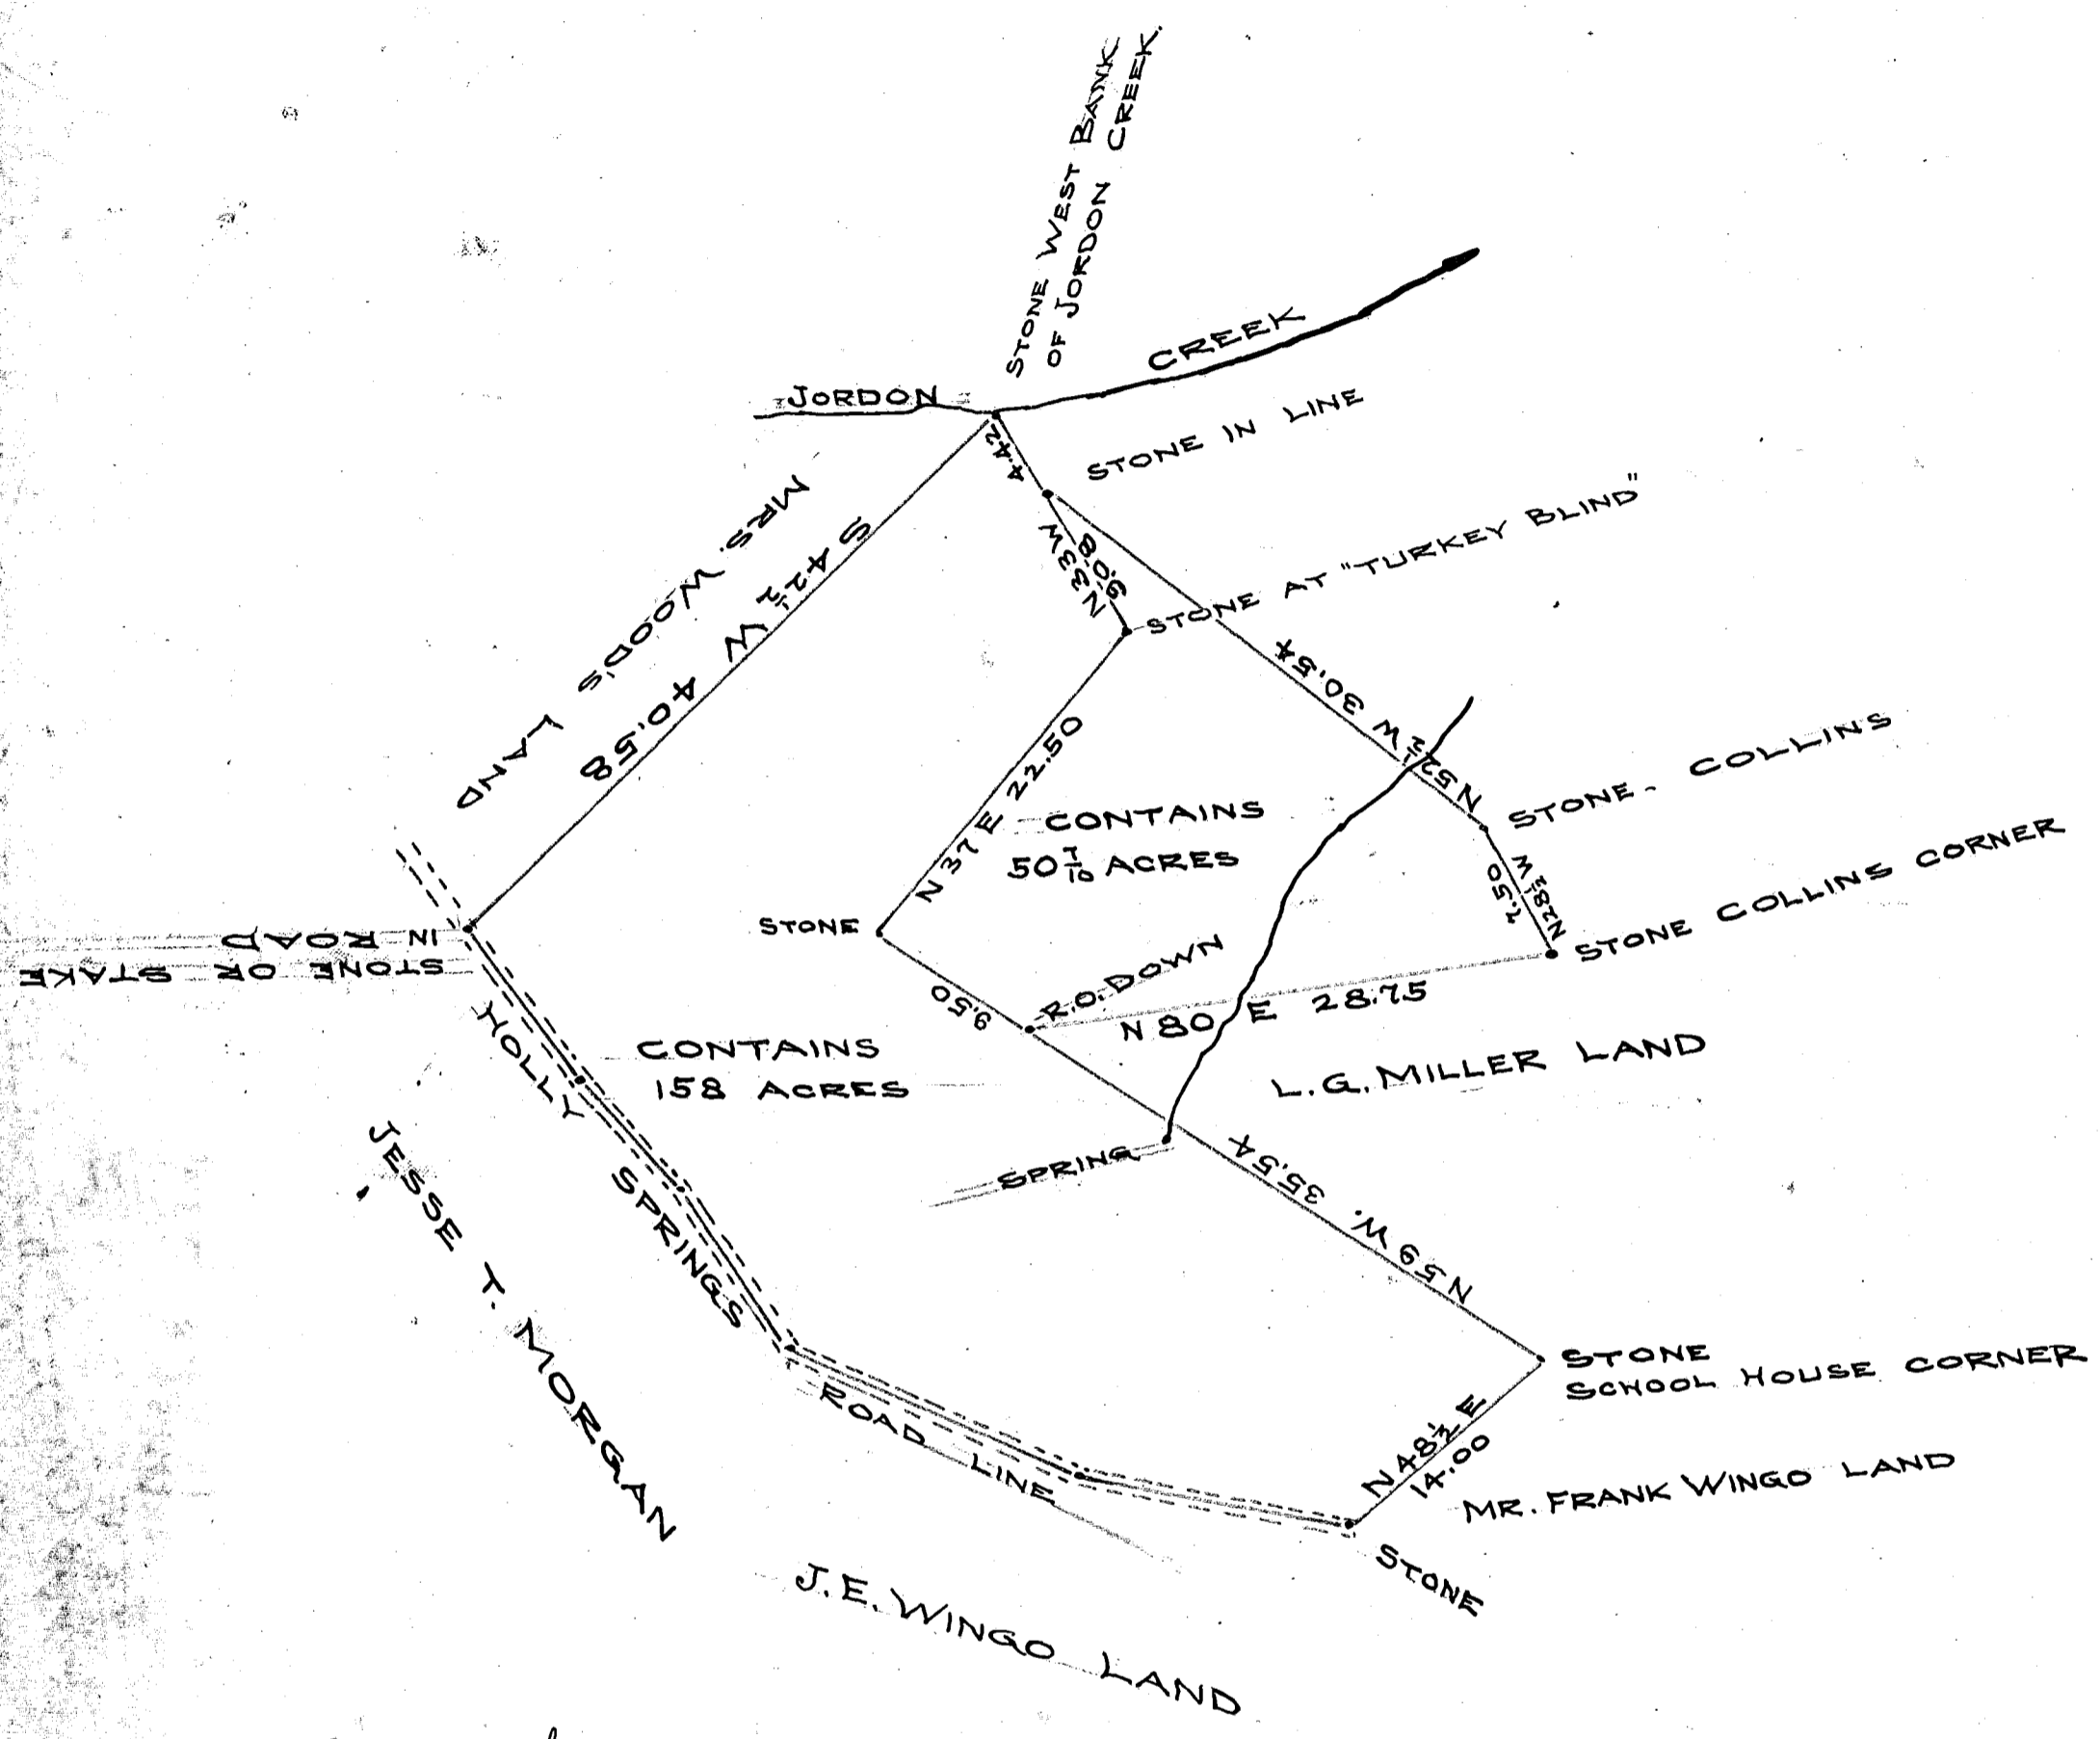 STONE WEST BANK
OF JORDON CREEK.
JORDON CREEK
STONE IN LINE
4.42
MRS. WOOD'S LAND
S 42½ W 40.58
N 33 W
9.08
STONE AT "TURKEY BLIND"
N 52½ W 30.54
N 37 E 22.50
CONTAINS
50 7/10 ACRES
STONE - COLLINS
N 28½ W
7.50
STONE COLLINS CORNER
STONE
STONE OR STAKE
IN ROAD
9.50
R.O. DOWN
N 80 E 28.75
L.G. MILLER LAND
CONTAINS
158 ACRES
HOLLY SPRINGS ROAD LINE
SPRING
N 59 W. 35.54
JESSE T. MORGAN
STONE
SCHOOL HOUSE CORNER
N 48½ E
14.00
MR. FRANK WINGO LAND
STONE
J.E. WINGO LAND